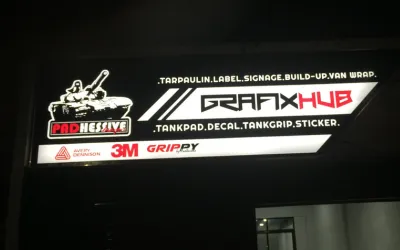 .TARPAULIN.LABEL.SIGNAGE.BUILD-UP.VAN WRAP.
GRAFIXHUB
PADHESSIVE
.TANKPAD.DECAL.TANKGRIP.STICKER.
AVERY DENNISON 3M GRIPPY